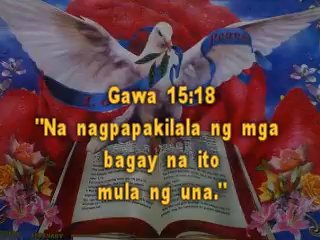 Gawa 15:18
"Na nagpapakilala ng mga
bagay na ito
mula ng una."